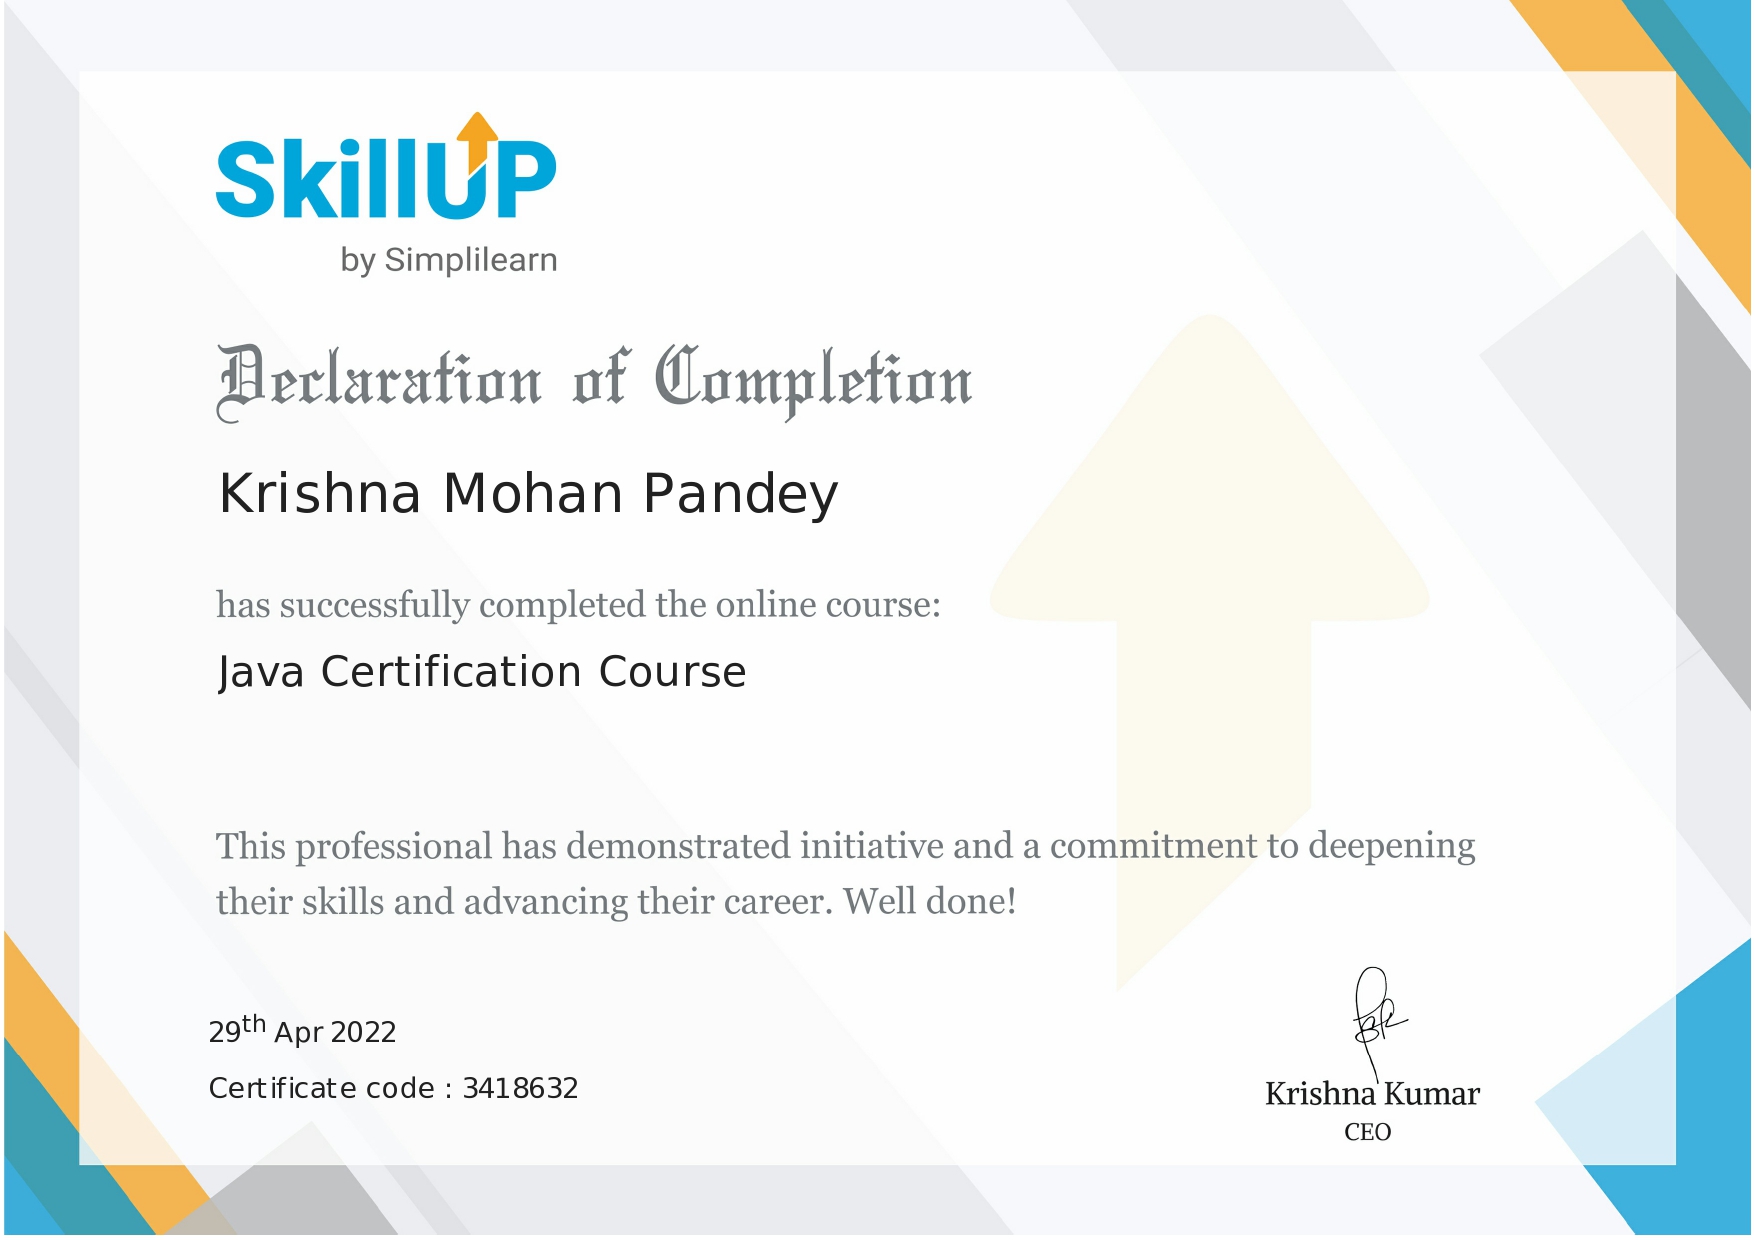 SkillUP
by Simplilearn
Declaration of Completion
Krishna Mohan Pandey
has successfully completed the online course:
Java Certification Course
This professional has demonstrated initiative and a commitment to deepening
their skills and advancing their career. Well done!
29th Apr 2022
Certificate code : 3418632
Krishna Kumar
CEO